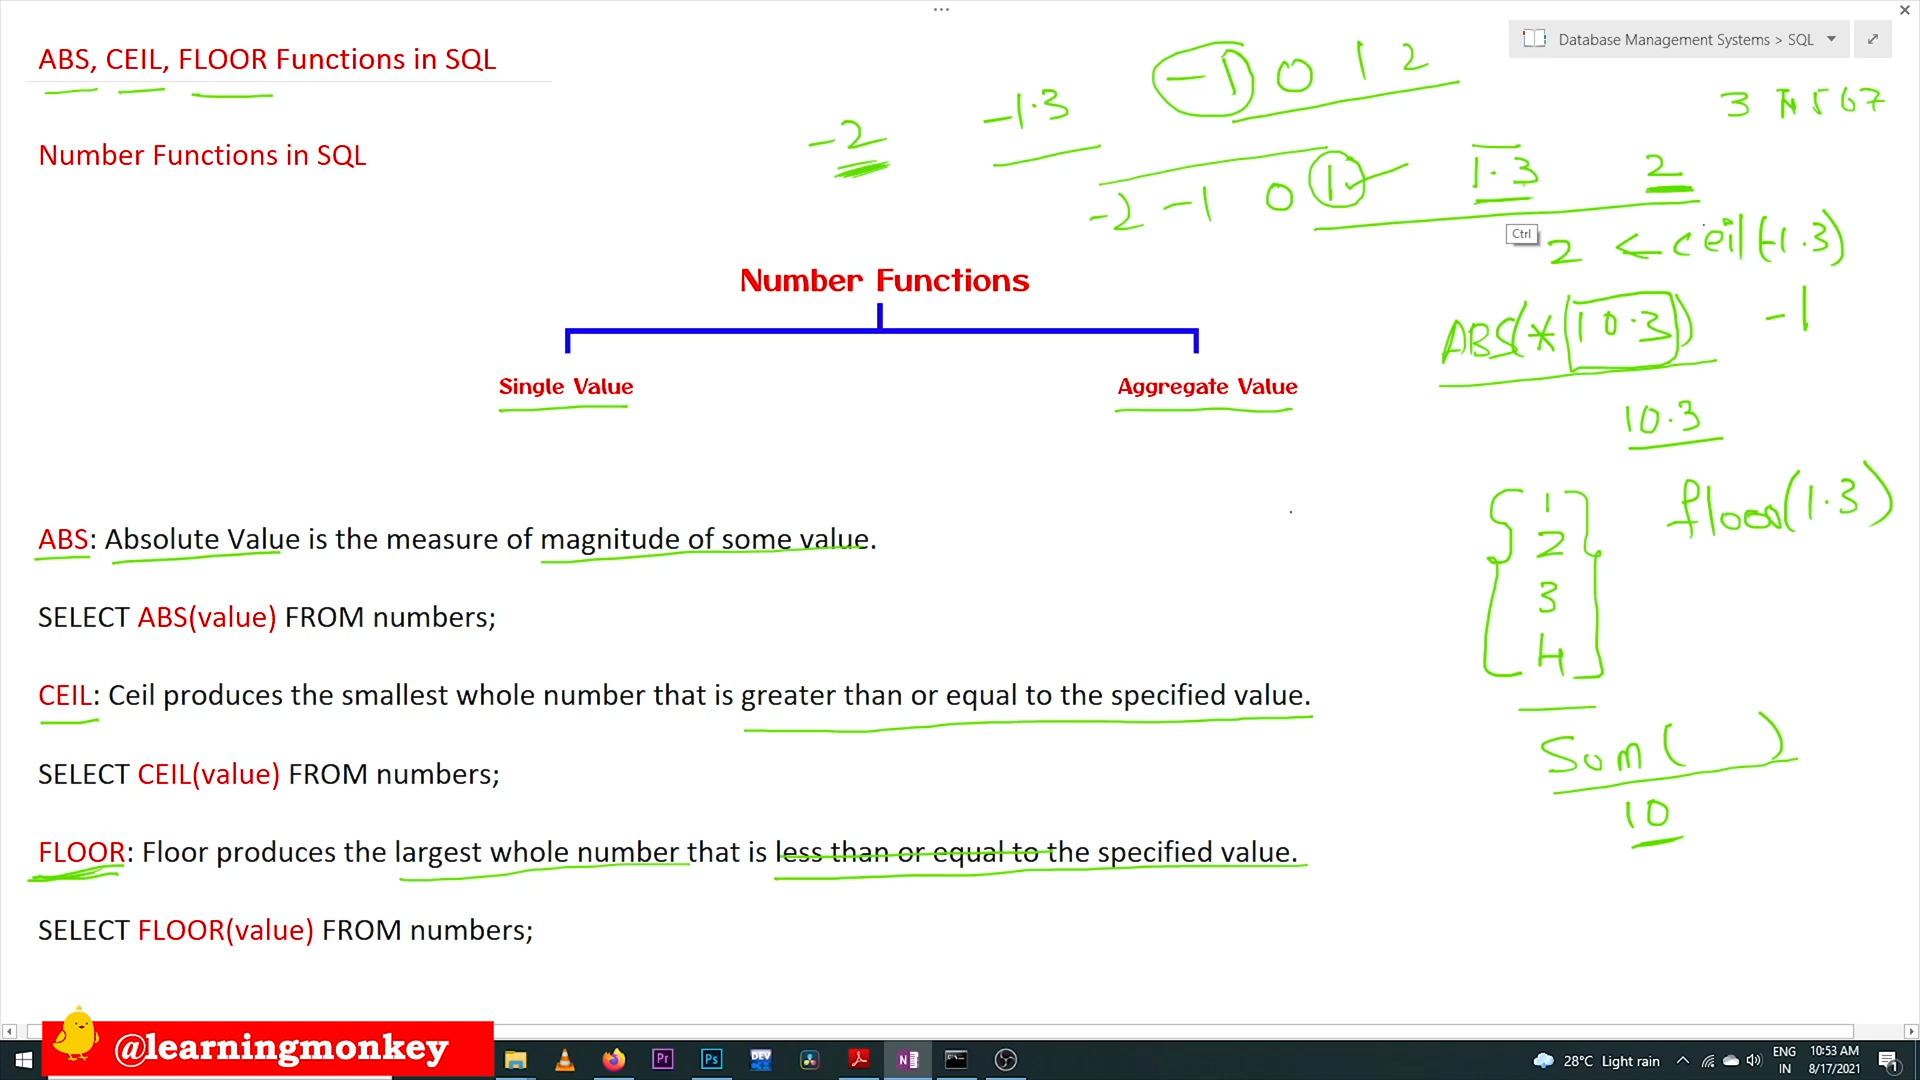 ABS, CEIL, FLOOR Functions in SQL
Database Management Systems > SQL
-1 0 1 2
-1.3
-2
Number Functions in SQL
-2 -1 0 1
1.3 2
Ctrl
2 ← ceil(-1.3)
Number Functions
ABS(* 10.3)
-1
Single Value
Aggregate Value
10.3
floor(1.3)
1
2
3
4
ABS: Absolute Value is the measure of magnitude of some value.
SELECT ABS(value) FROM numbers;
CEIL: Ceil produces the smallest whole number that is greater than or equal to the specified value.
Sum( )
SELECT CEIL(value) FROM numbers;
10
FLOOR: Floor produces the largest whole number that is less than or equal to the specified value.
SELECT FLOOR(value) FROM numbers;
@learningmonkey
Pr
Ps
DEV
N
28°C Light rain
ENG
IN
10:53 AM
8/17/2021
1